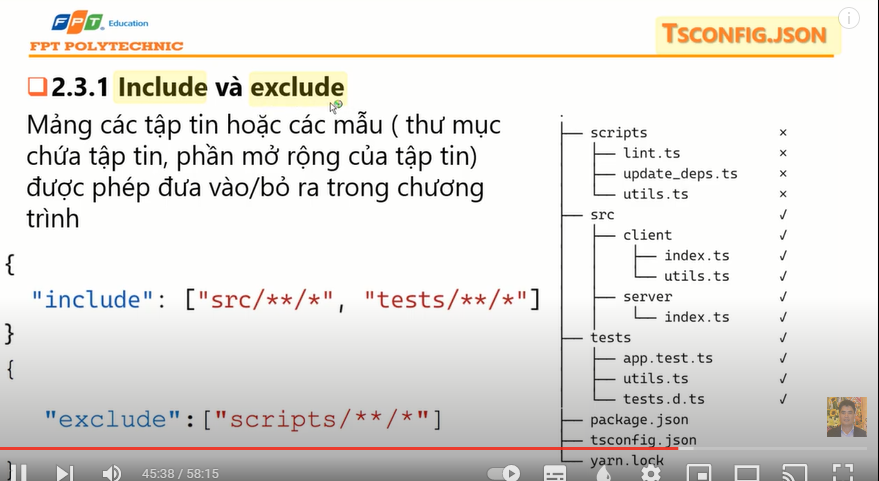 FPT Education
FPT POLYTECHNIC
TSCONFIG.JSON
2.3.1 Include và exclude
Mảng các tập tin hoặc các mẫu ( thư mục
chứa tập tin, phần mở rộng của tập tin)
được phép đưa vào/bỏ ra trong chương
trình
{
"include": ["src/**/*", "tests/**/*"]
}
{
"exclude":["scripts/**/*"]
}
.
├── scripts ×
├── lint.ts ×
├── update_deps.ts ×
└── utils.ts ×
├── src ✓
├── client ✓
├── index.ts ✓
└── utils.ts ✓
├── server ✓
└── index.ts ✓
├── tests ✓
├── app.test.ts ✓
├── utils.ts ✓
└── tests.d.ts ✓
├── package.json
├── tsconfig.json
└── yarn.lock
45:38 / 58:15